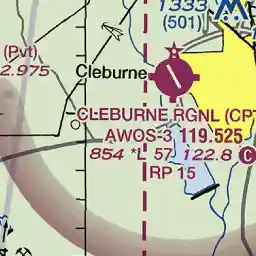 1333
(501)
(Pvt)
2.975
Cleburne
CLEBURNE RGNL (CPT
AWOS-3 119.525
854 *L 57 122.8 C
RP 15